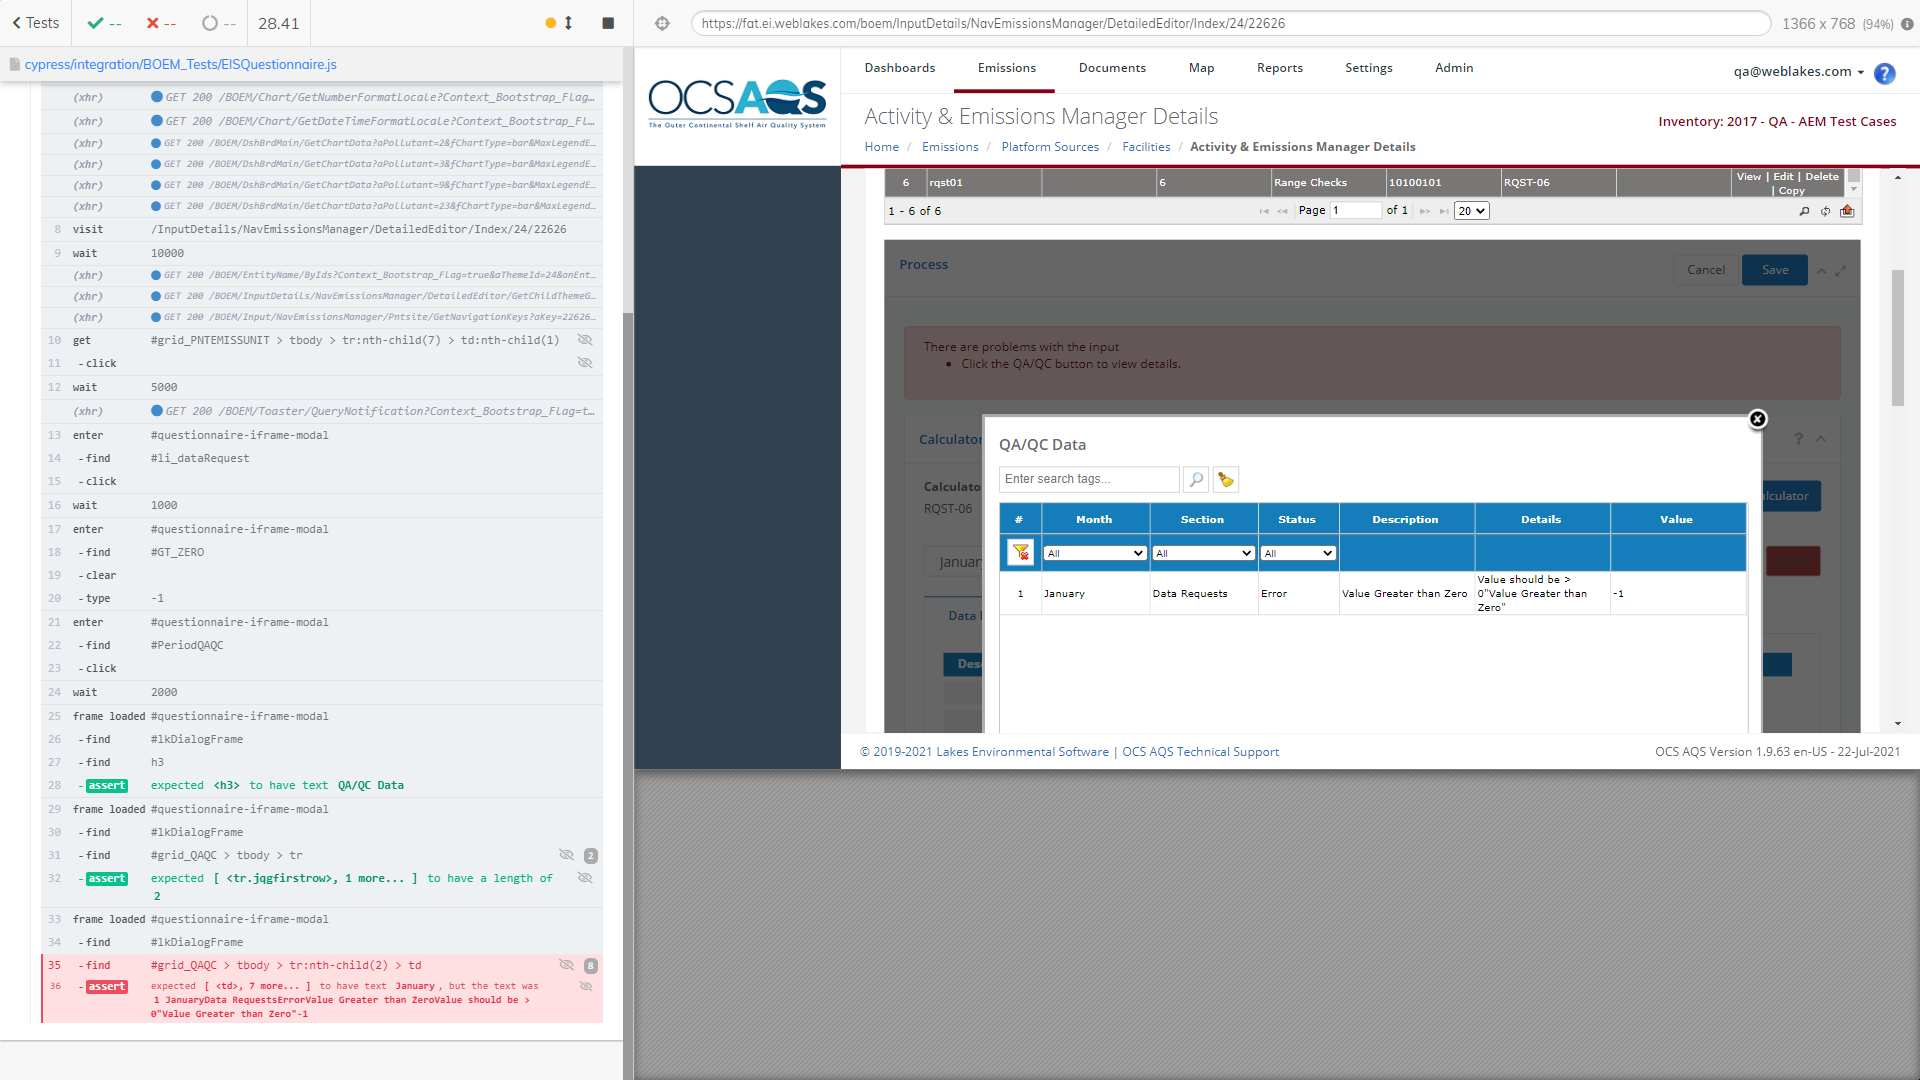 Tests
--
--
--
28.41
cypress/integration/BOEM_Tests/EISQuestionnaire.js
(xhr) GET 200 /BOEM/Chart/GetNumberFormatLocale?Context_Bootstrap_Flag…
(xhr) GET 200 /BOEM/Chart/GetDateTimeFormatLocale?Context_Bootstrap_Fl…
(xhr) GET 200 /BOEM/DshBrdMain/GetChartData?aPollutant=2&fChartType=bar&MaxLegendE…
(xhr) GET 200 /BOEM/DshBrdMain/GetChartData?aPollutant=3&fChartType=bar&MaxLegendE…
(xhr) GET 200 /BOEM/DshBrdMain/GetChartData?aPollutant=9&fChartType=bar&MaxLegendE…
(xhr) GET 200 /BOEM/DshBrdMain/GetChartData?aPollutant=23&fChartType=bar&MaxLegend…
8 visit /InputDetails/NavEmissionsManager/DetailedEditor/Index/24/22626
9 wait 10000
(xhr) GET 200 /BOEM/EntityName/ByIds?Context_Bootstrap_Flag=true&aThemeId=24&anEnt…
(xhr) GET 200 /BOEM/InputDetails/NavEmissionsManager/DetailedEditor/GetChildThemeG…
(xhr) GET 200 /BOEM/Input/NavEmissionsManager/Pntsite/GetNavigationKeys?aKey=22626…
10 get #grid_PNTEMISSUNIT > tbody > tr:nth-child(7) > td:nth-child(1)
11 -click
12 wait 5000
(xhr) GET 200 /BOEM/Toaster/QueryNotification?Context_Bootstrap_Flag=t…
13 enter #questionnaire-iframe-modal
14 -find #li_dataRequest
15 -click
16 wait 1000
17 enter #questionnaire-iframe-modal
18 -find #GT_ZERO
19 -clear
20 -type -1
21 enter #questionnaire-iframe-modal
22 -find #PeriodQAQC
23 -click
24 wait 2000
25 frame loaded #questionnaire-iframe-modal
26 -find #lkDialogFrame
27 -find h3
28 -assert expected <h3> to have text QA/QC Data
29 frame loaded #questionnaire-iframe-modal
30 -find #lkDialogFrame
31 -find #grid_QAQC > tbody > tr 2
32 -assert expected [ <tr.jqgfirstrow>, 1 more... ] to have a length of
2
33 frame loaded #questionnaire-iframe-modal
34 -find #lkDialogFrame
35 -find #grid_QAQC > tbody > tr:nth-child(2) > td 8
36 -assert expected [ <td>, 7 more... ] to have text January, but the text was
1 JanuaryData RequestsErrorValue Greater than ZeroValue should be >
0"Value Greater than Zero"-1
https://fat.ei.weblakes.com/boem/InputDetails/NavEmissionsManager/DetailedEditor/Index/24/22626
1366 x 768 (94%)
OCSAQS
The Outer Continental Shelf Air Quality System
Dashboards Emissions Documents Map Reports Settings Admin
qa@weblakes.com ?
Activity & Emissions Manager Details
Inventory: 2017 - QA - AEM Test Cases
Home / Emissions / Platform Sources / Facilities / Activity & Emissions Manager Details
6 rqst01 6 Range Checks 10100101 RQST-06 View | Edit | Delete
| Copy
1 - 6 of 6 Page 1 of 1 20
Process Cancel Save
There are problems with the input
Click the QA/QC button to view details.
Calculator ?
Calculato
RQST-06
lculator
Januar
Data
Des
QA/QC Data
Enter search tags...
# Month Section Status Description Details Value
All All All
1 January Data Requests Error Value Greater than Zero Value should be > 0"Value Greater than Zero" -1
© 2019-2021 Lakes Environmental Software | OCS AQS Technical Support
OCS AQS Version 1.9.63 en-US - 22-Jul-2021